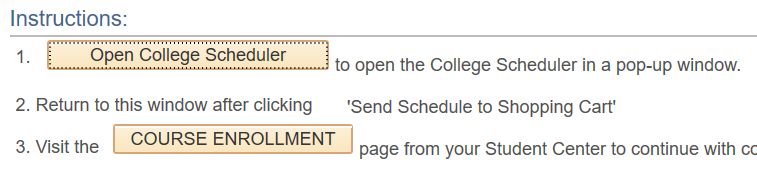 Instructions:
1. Open College Scheduler to open the College Scheduler in a pop-up window.
2. Return to this window after clicking 'Send Schedule to Shopping Cart'
3. Visit the COURSE ENROLLMENT page from your Student Center to continue with